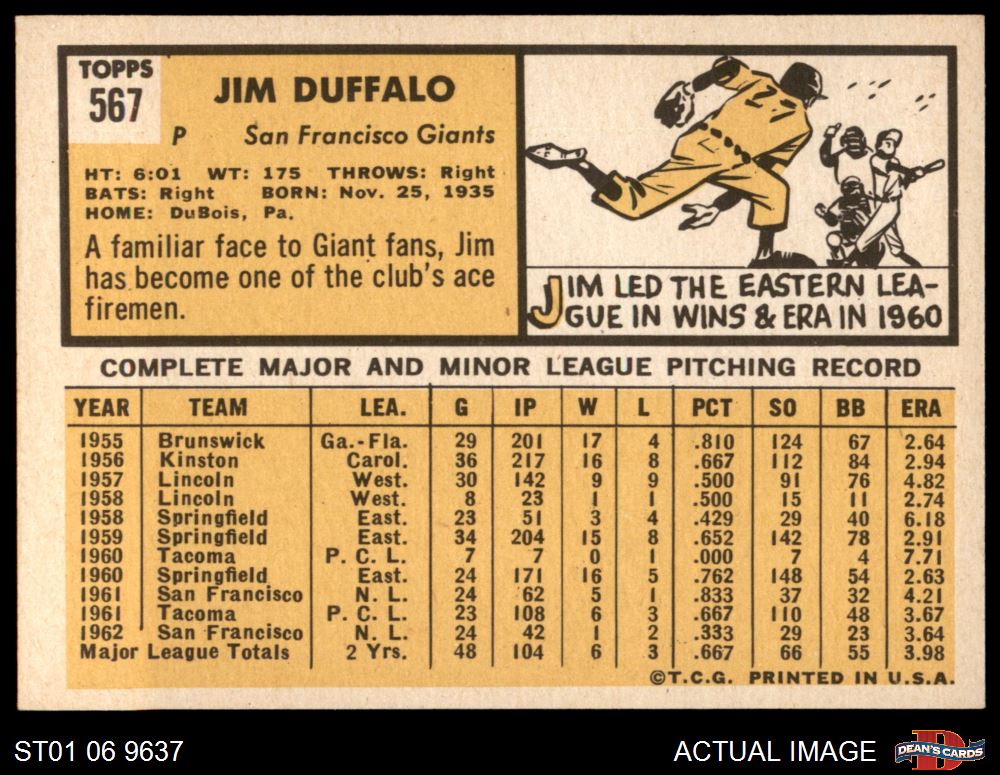 TOPPS
567
JIM DUFFALO
P San Francisco Giants
HT: 6:01 WT: 175 THROWS: Right
BATS: Right BORN: Nov. 25, 1935
HOME: DuBois, Pa.
A familiar face to Giant fans, Jim
has become one of the club's ace
firemen.
27
JIM LED THE EASTERN LEA-
GUE IN WINS & ERA IN 1960
COMPLETE MAJOR AND MINOR LEAGUE PITCHING RECORD
YEAR TEAM LEA. G IP W L PCT SO BB ERA
1955 Brunswick Ga.-Fla. 29 201 17 4 .810 124 67 2.64
1956 Kinston Carol. 36 217 16 8 .667 112 84 2.94
1957 Lincoln West. 30 142 9 9 .500 91 76 4.82
1958 Lincoln West. 8 23 1 1 .500 15 11 2.74
1958 Springfield East. 23 51 3 4 .429 29 40 6.18
1959 Springfield East. 34 204 15 8 .652 142 78 2.91
1960 Tacoma P. C. L. 7 7 0 1 .000 7 4 7.71
1960 Springfield East. 24 171 16 5 .762 148 54 2.63
1961 San Francisco N. L. 24 62 5 1 .833 37 32 4.21
1961 Tacoma P. C. L. 23 108 6 3 .667 110 48 3.67
1962 San Francisco N. L. 24 42 1 2 .333 29 23 3.64
Major League Totals 2 Yrs. 48 104 6 3 .667 66 55 3.98
©T.C.G. PRINTED IN U.S.A.
ST01 06 9637
ACTUAL IMAGE
DEAN'S CARDS